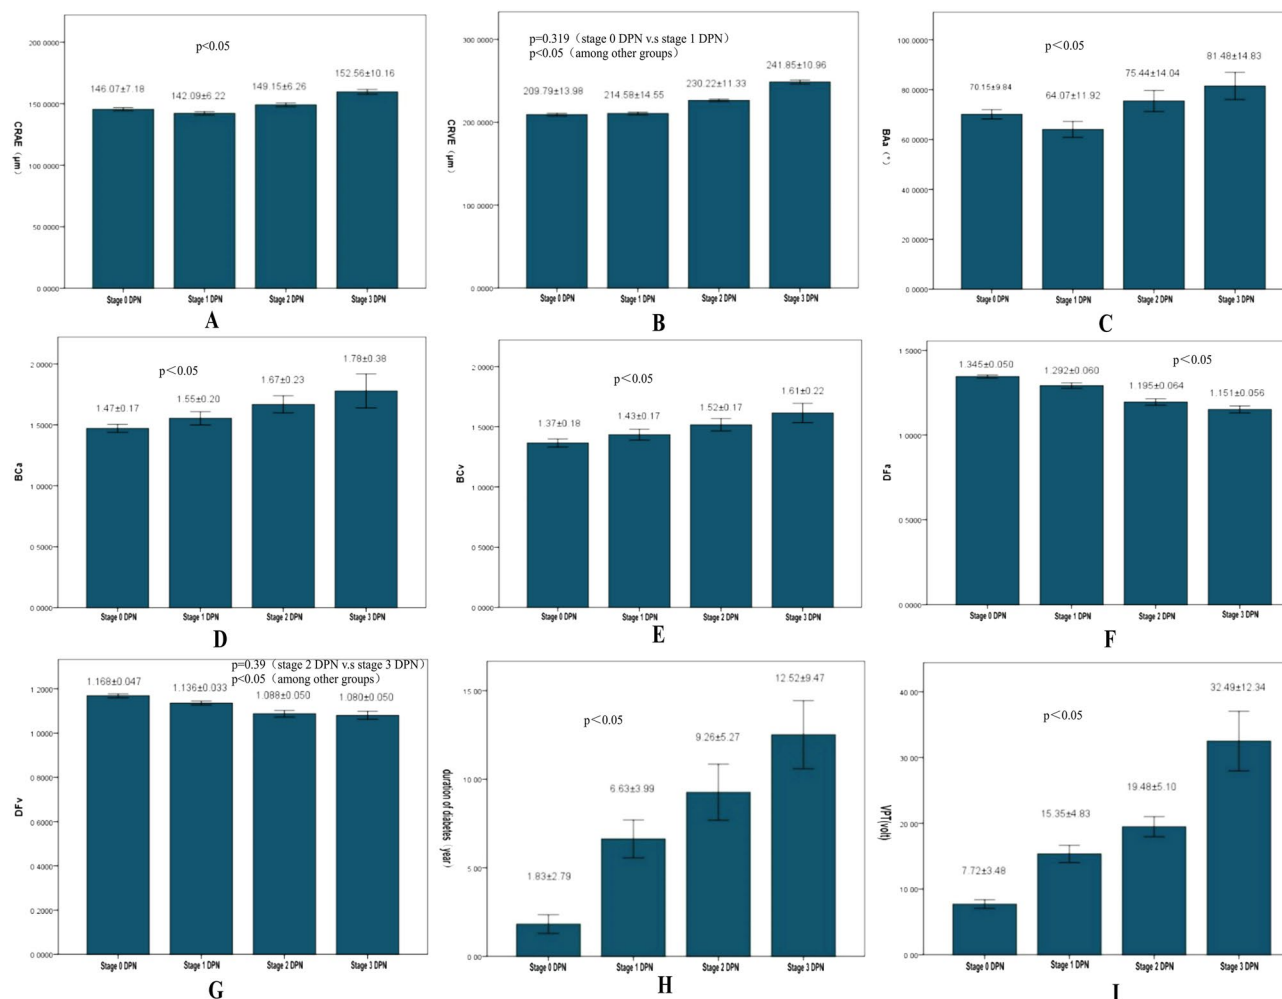 p<0.05
CRAE（μm）
200 0000
150 0000
100 0000
50 0000
0 0000
146.07±7.18
142.09±6.22
149.15±6.26
152.56±10.16
Stage 0 DPN
Stage 1 DPN
Stage 2 DPN
Stage 3 DPN
A
p=0.319（stage 0 DPN v.s stage 1 DPN）
p<0.05（among other groups）
CRVE（μm）
300 0000
200 0000
100 0000
0 0000
209.79±13.98
214.58±14.55
230.22±11.33
241.85±10.96
Stage 0 DPN
Stage 1 DPN
Stage 2 DPN
Stage 3 DPN
B
p<0.05
BAa（°）
100 0000
80 0000
60 0000
40 0000
20 0000
0 0000
70.15±9.84
64.07±11.92
75.44±14.04
81.48±14.83
Stage 0 DPN
Stage 1 DPN
Stage 2 DPN
Stage 3 DPN
C
p<0.05
BCa
2 0000
1 5000
1 0000
0 5000
0 0000
1.47±0.17
1.55±0.20
1.67±0.23
1.78±0.38
Stage 0 DPN
Stage 1 DPN
Stage 2 DPN
Stage 3 DPN
D
p<0.05
BCv
2 0000
1 5000
1 0000
0 5000
0 0000
1.37±0.18
1.43±0.17
1.52±0.17
1.61±0.22
Stage 0 DPN
Stage 1 DPN
Stage 2 DPN
Stage 3 DPN
E
p<0.05
DFa
1 5000
1 0000
0 5000
0 0000
1.345±0.050
1.292±0.060
1.195±0.064
1.151±0.056
Stage 0 DPN
Stage 1 DPN
Stage 2 DPN
Stage 3 DPN
F
p=0.39（stage 2 DPN v.s stage 3 DPN）
p<0.05（among other groups）
DFv
1.2000
1 0000
0.8000
0.6000
0.4000
0.2000
0 0000
1.168±0.047
1.136±0.033
1.088±0.050
1.080±0.050
Stage 0 DPN
Stage 1 DPN
Stage 2 DPN
Stage 3 DPN
G
p<0.05
duration of diabetes（year）
15.00
10 00
5 00
0 00
1.83±2.79
6.63±3.99
9.26±5.27
12.52±9.47
Stage 0 DPN
Stage 1 DPN
Stage 2 DPN
Stage 3 DPN
H
p<0.05
VPT(volt)
40 00
30 00
20 00
10 00
0 00
7.72±3.48
15.35±4.83
19.48±5.10
32.49±12.34
Stage 0 DPN
Stage 1 DPN
Stage 2 DPN
Stage 3 DPN
I